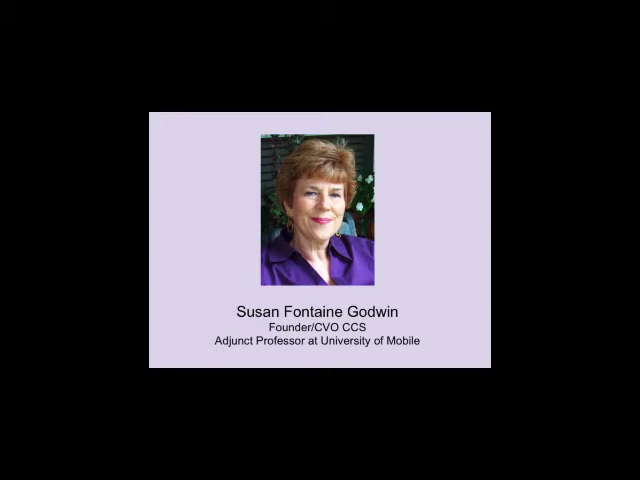 Susan Fontaine Godwin
Founder/CVO CCS
Adjunct Professor at University of Mobile